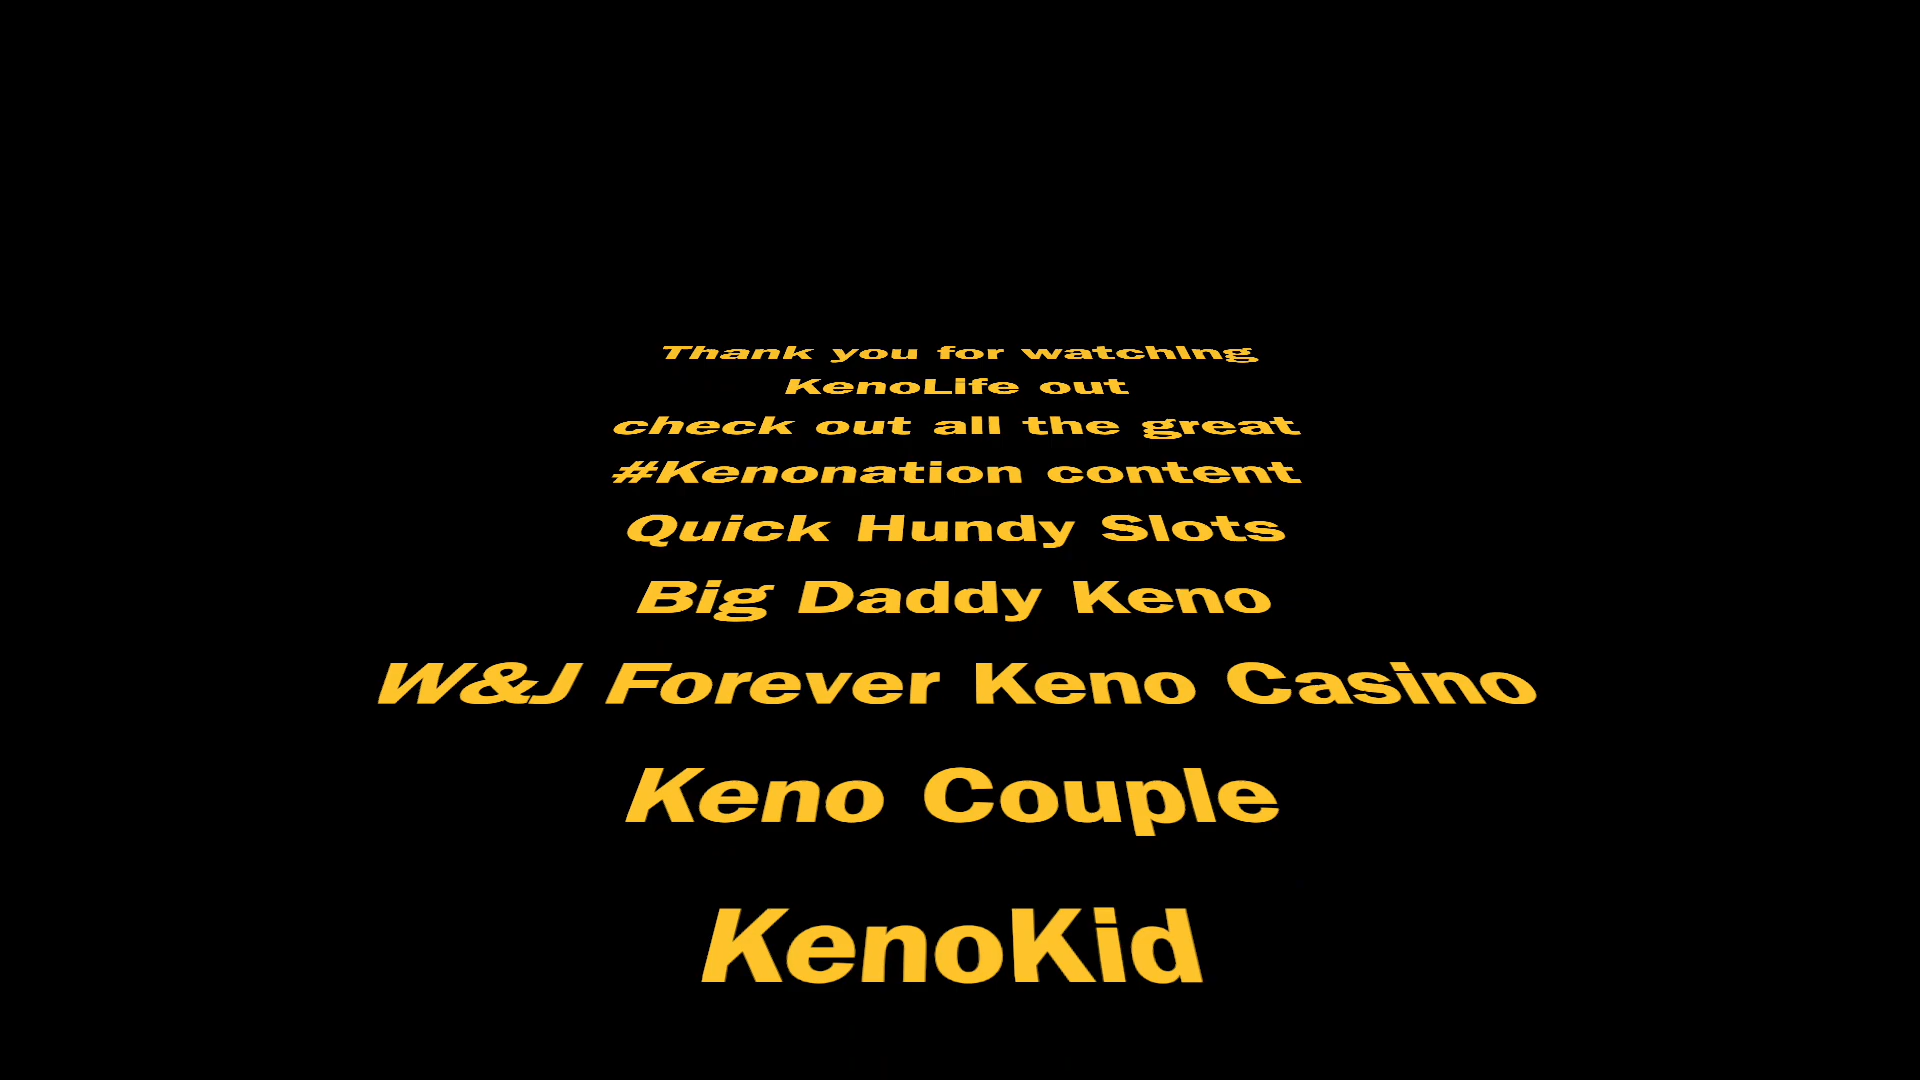 Thank you for watching
KenoLife out
check out all the great
#Kenonation content
Quick Hundy Slots
Big Daddy Keno
W&J Forever Keno Casino
Keno Couple
KenoKid